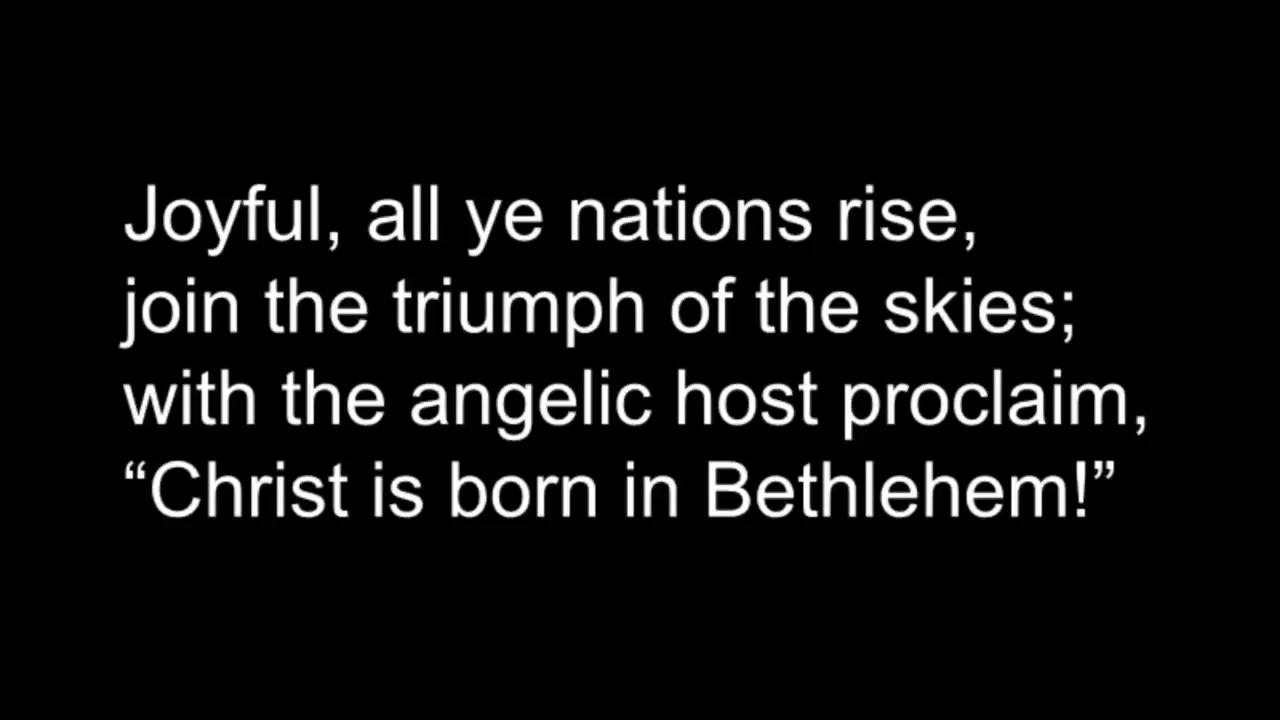 Joyful, all ye nations rise,
join the triumph of the skies;
with the angelic host proclaim,
“Christ is born in Bethlehem!”